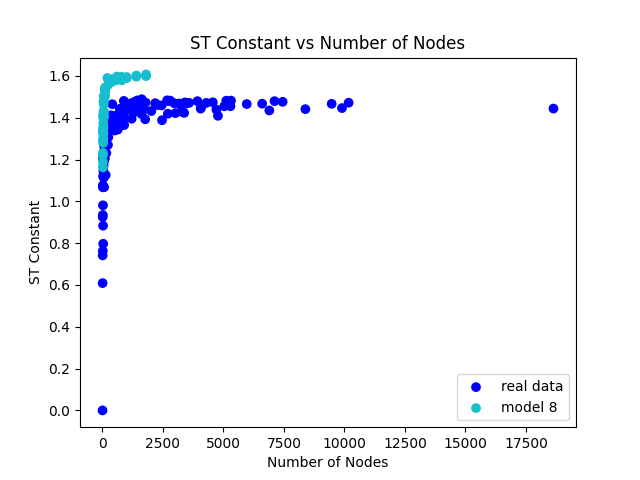 ST Constant vs Number of Nodes
1.6
1.4
1.2
1.0
0.8
0.6
0.4
0.2
0.0
ST Constant
0 2500 5000 7500 10000 12500 15000 17500
Number of Nodes
real data
model 8